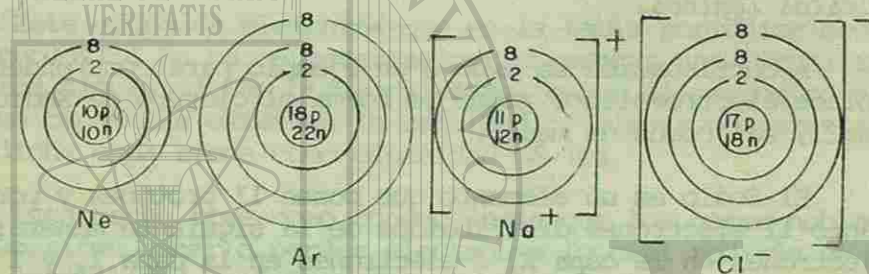 VERITATIS
8
2
10p
10n
Ne
8
8
2
18p
22n
Ar
8
2
11p
12n
+
Na+
8
8
2
17p
18n
-
Cl-